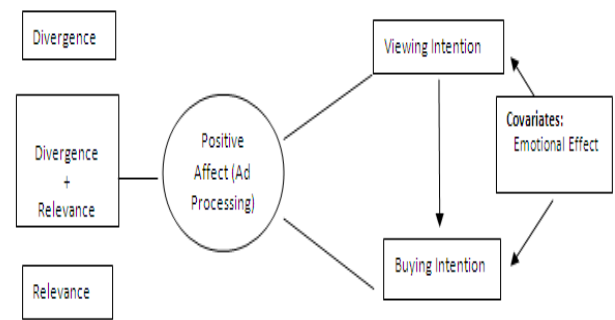 Divergence
Divergence
+
Relevance
Relevance
Positive
Affect (Ad
Processing)
Viewing Intention
Buying Intention
Covariates:
Emotional Effect